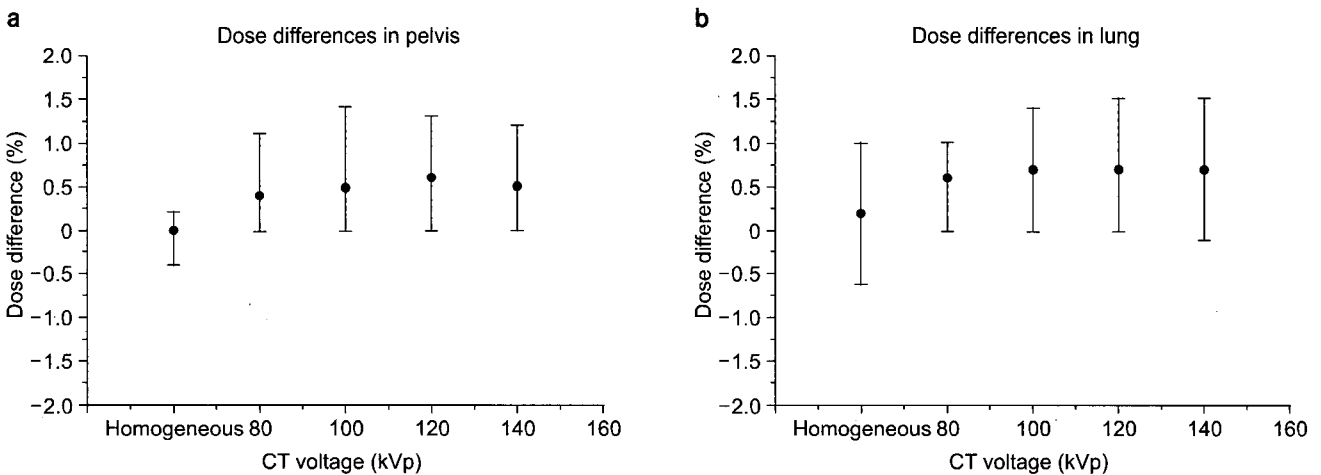 a
Dose differences in pelvis
2.0
1.5
1.0
0.5
0
−0.5
−1.0
−1.5
−2.0
Dose difference (%)
Homogeneous 80 100 120 140 160
CT voltage (kVp)
b
Dose differences in lung
2.0
1.5
1.0
0.5
0
−0.5
−1.0
−1.5
−2.0
Dose difference (%)
Homogeneous 80 100 120 140 160
CT voltage (kVp)